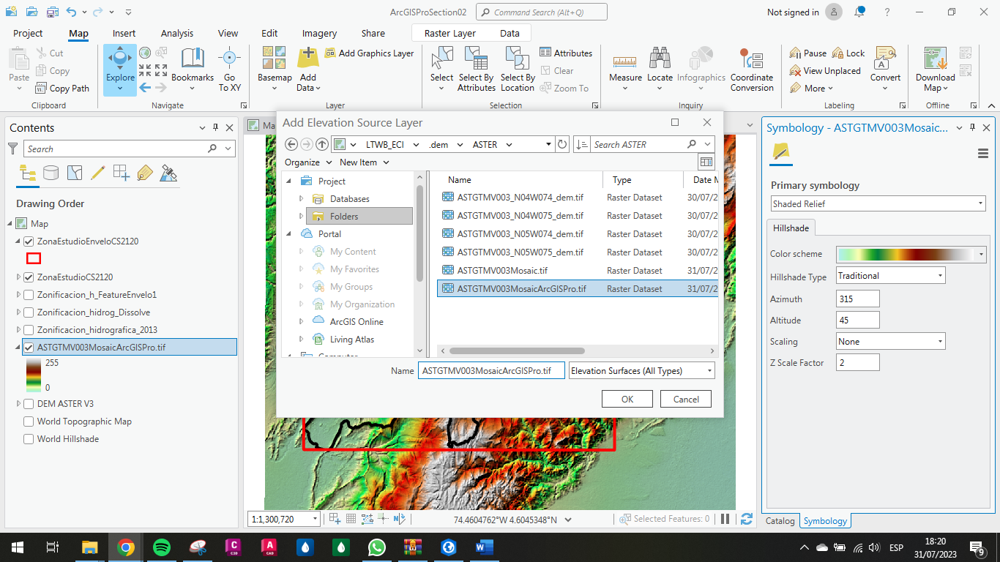 ArcGISProSection02
Command Search (Alt+Q)
Not signed in
Project
Map
Insert
Analysis
View
Edit
Imagery
Share
Raster Layer
Data
Paste
Cut
Copy
Copy Path
Clipboard
Explore
Bookmarks
Go
To XY
Navigate
Basemap
Add
Data
Add Graphics Layer
Layer
Select
Select By
Attributes
Select By
Location
Attributes
Clear
Zoom To
Selection
Measure
Locate
Infographics
Coordinate
Conversion
Inquiry
Pause
Lock
View Unplaced
More
Convert
Labeling
Download
Map
Offline
Contents
Search
Drawing Order
Map
ZonaEstudioEnveloCS2120
ZonaEstudioCS2120
Zonificacion_h_FeatureEnvelo1
Zonificacion_hidrog_Dissolve
Zonificacion_hidrografica_2013
ASTGTMV003MosaicArcGISPro.tif
255
0
DEM ASTER V3
World Topographic Map
World Hillshade
Ma
Add Elevation Source Layer
LTWB_ECI
.dem
ASTER
Search ASTER
Organize
New Item
Project
Databases
Folders
Portal
My Content
My Favorites
My Groups
My Organization
ArcGIS Online
Living Atlas
Computer
Name Type Date M
ASTGTMV003_N04W074_dem.tif Raster Dataset 30/07/2
ASTGTMV003_N04W075_dem.tif Raster Dataset 30/07/2
ASTGTMV003_N05W074_dem.tif Raster Dataset 30/07/2
ASTGTMV003_N05W075_dem.tif Raster Dataset 30/07/2
ASTGTMV003Mosaic.tif Raster Dataset 31/07/2
ASTGTMV003MosaicArcGISPro.tif Raster Dataset 31/07/2
Name ASTGTMV003MosaicArcGISPro.tif Elevation Surfaces (All Types)
OK Cancel
1:1,300,720
74.4604762°W 4.6045348°N
Selected Features: 0
Symbology - ASTGTMV003Mosaic...
Primary symbology
Shaded Relief
Hillshade
Color scheme
Hillshade Type Traditional
Azimuth 315
Altitude 45
Scaling None
Z Scale Factor 2
Catalog Symbology
C
C3D
A
CAD
W
ESP
18:20
31/07/2023
9